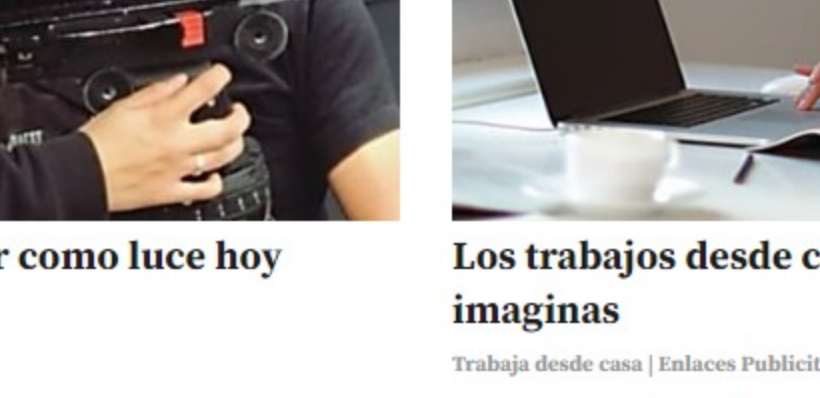 r como luce hoy
Los trabajos desde c
imaginas
Trabaja desde casa | Enlaces Publicit